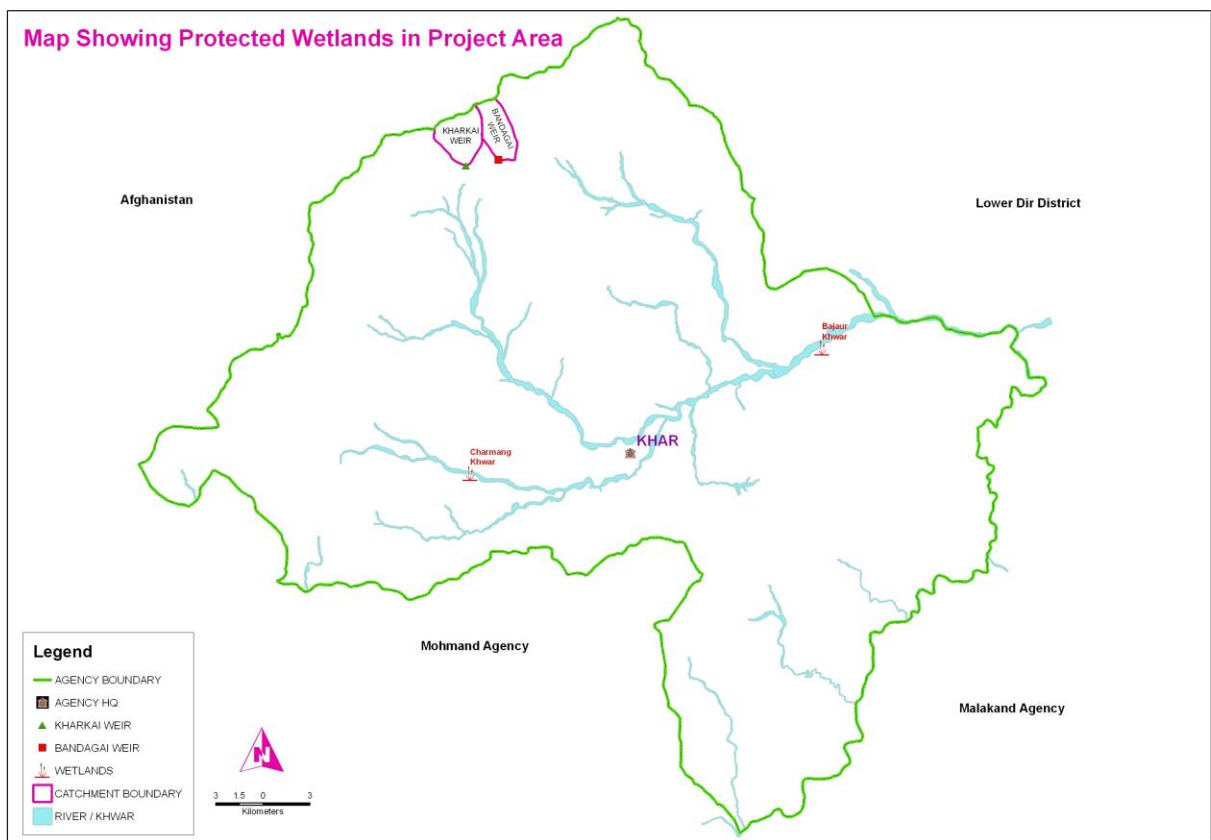 Map Showing Protected Wetlands in Project Area
KHARKAI
WEIR
BANDAGAI
WEIR
Afghanistan
Lower Dir District
Bajaur
Khwar
KHAR
Charmang
Khwar
Mohmand Agency
Malakand Agency
Legend
AGENCY BOUNDARY
AGENCY HQ
KHARKAI WEIR
BANDAGAI WEIR
WETLANDS
CATCHMENT BOUNDARY
RIVER / KHWAR
N
3 1.5 0 3
Kilometers